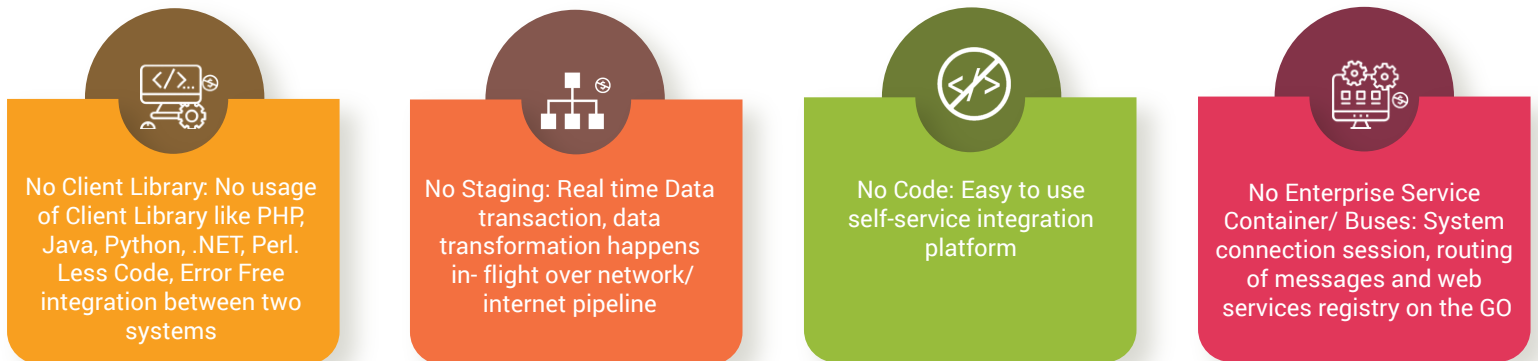 No Client Library: No usage
of Client Library like PHP,
Java, Python, .NET, Perl.
Less Code, Error Free
integration between two
systems
No Staging: Real time Data
transaction, data
transformation happens
in- flight over network/
internet pipeline
No Code: Easy to use
self-service integration
platform
No Enterprise Service
Container/ Buses: System
connection session, routing
of messages and web
services registry on the GO